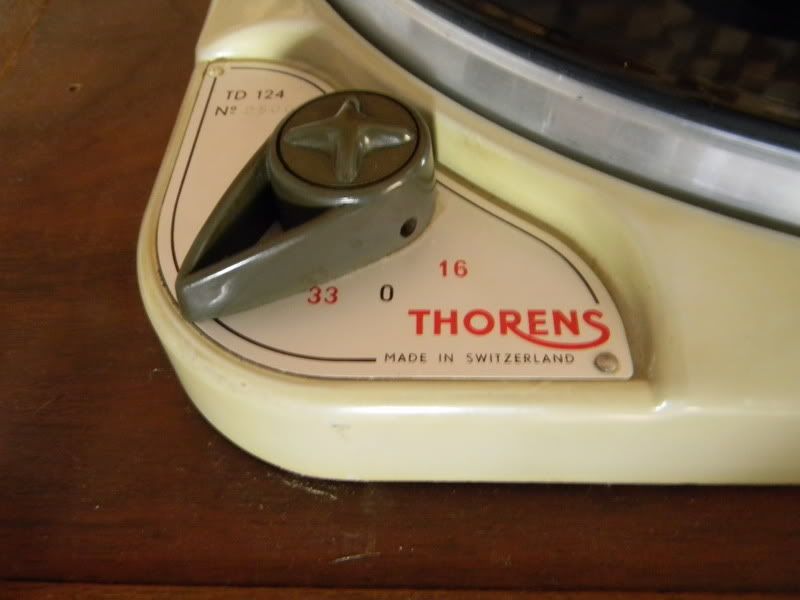 TD 124
Nº
33 0 16
THORENS
MADE IN SWITZERLAND